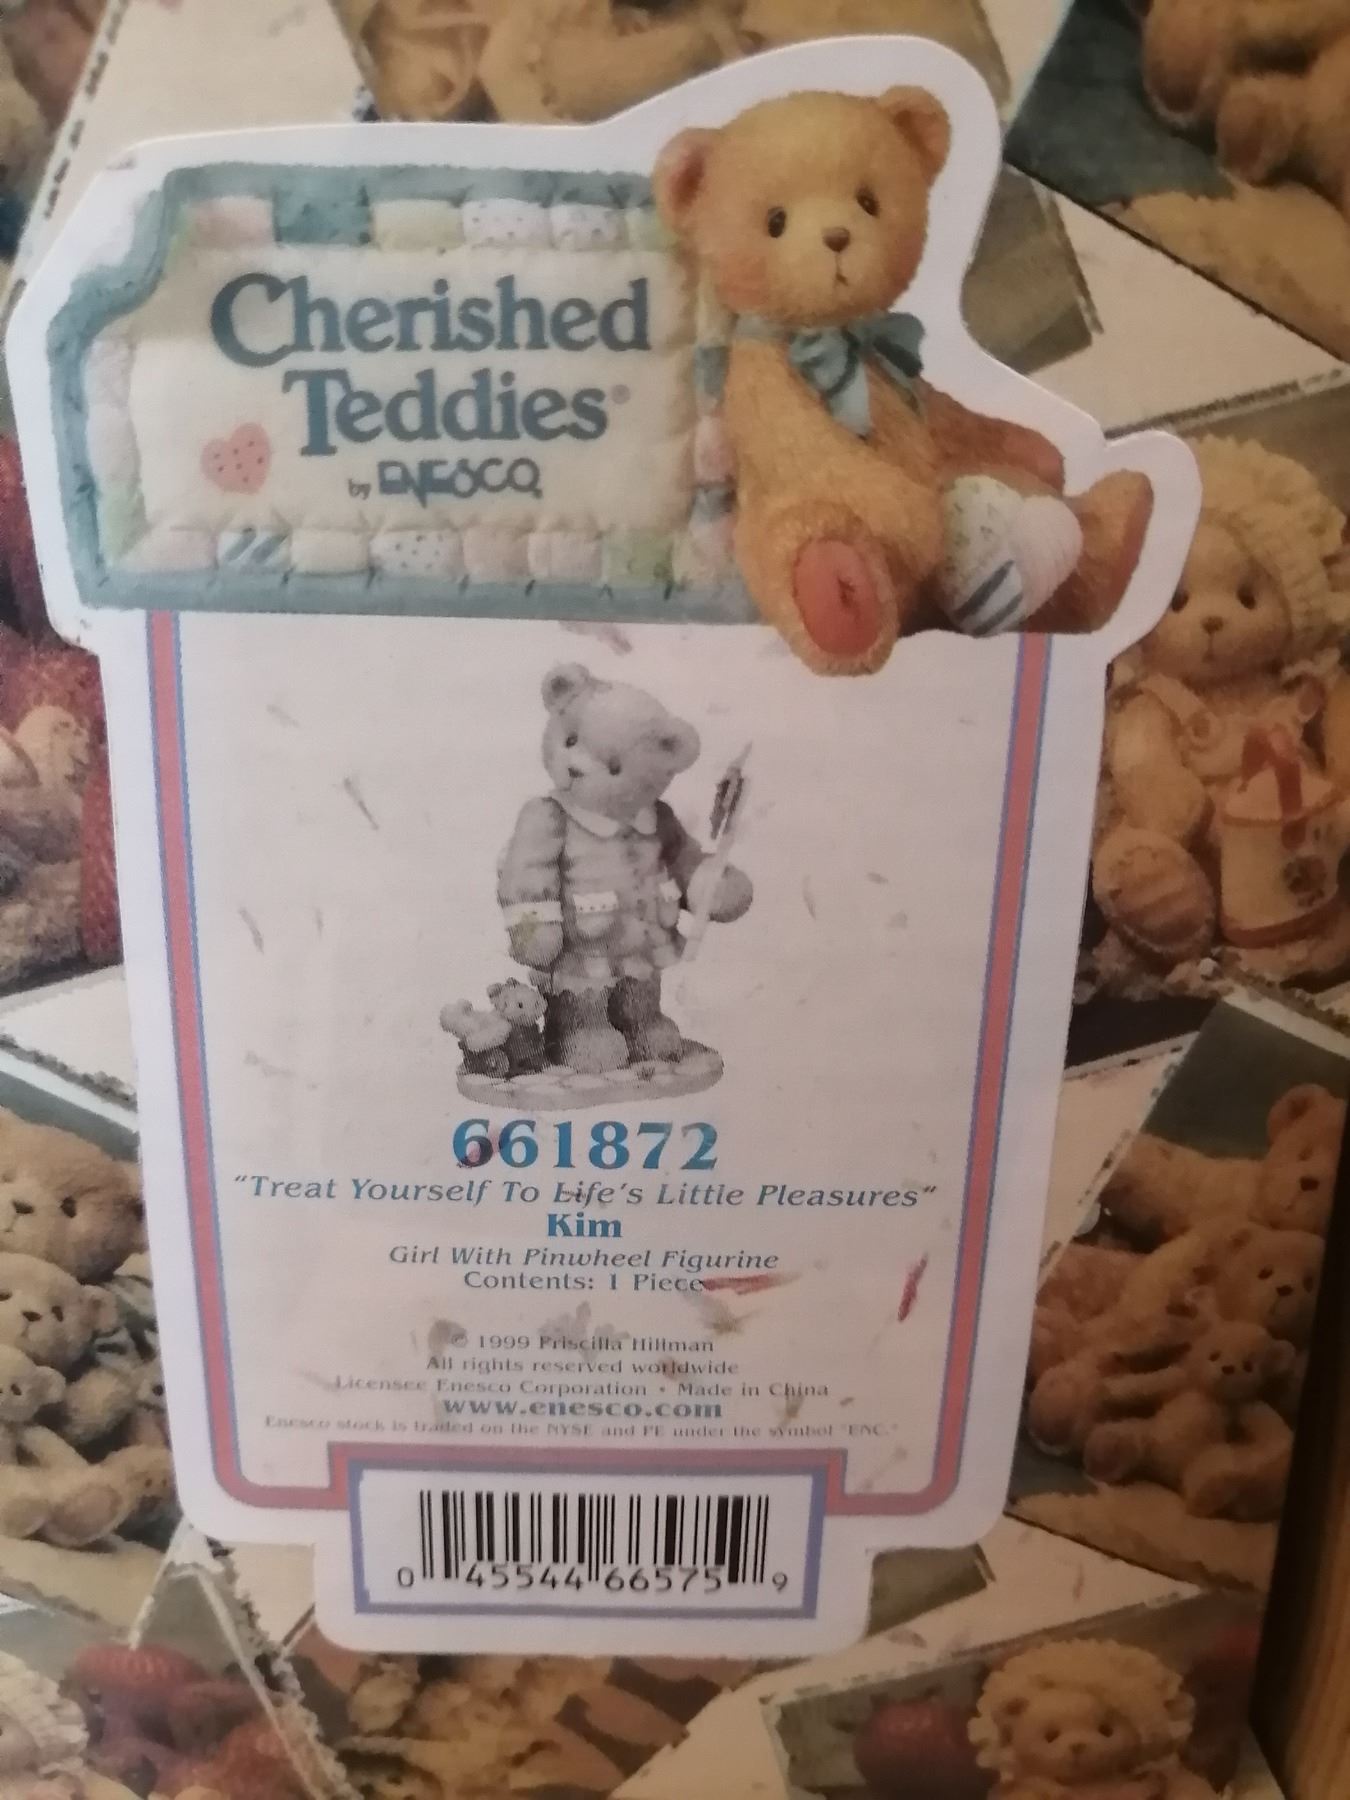 Cherished
Teddies®
by ENESCO
661872
"Treat Yourself To Life's Little Pleasures"
Kim
Girl With Pinwheel Figurine
Contents: 1 Piece
© 1999 Priscilla Hillman
All rights reserved worldwide
Licensee Enesco Corporation • Made in China
www.enesco.com
Enesco stock is traded on the NYSE and PE under the symbol "ENC."
0 45544 66575 9